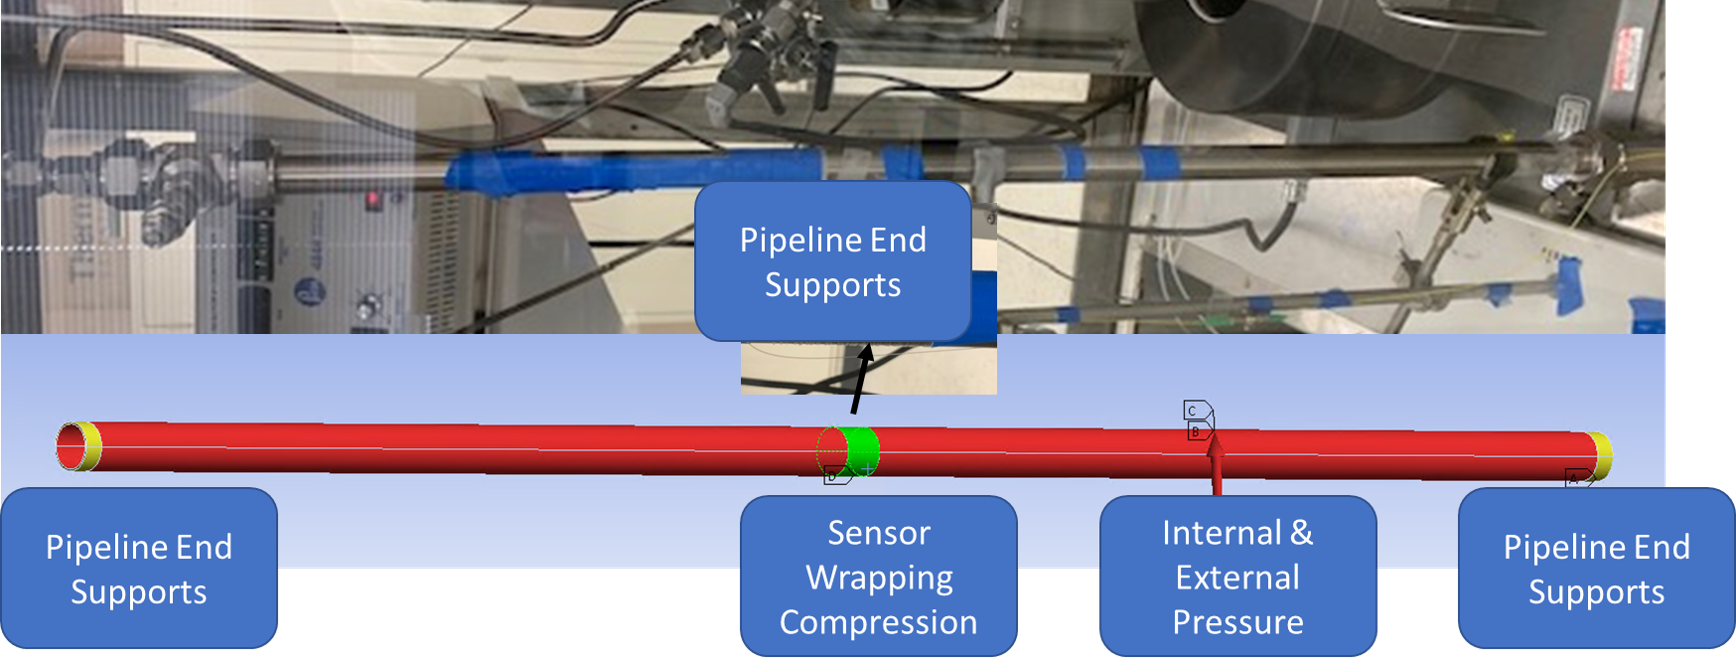 Pipeline End
Supports
C
B
D
A
Pipeline End
Supports
Sensor
Wrapping
Compression
Internal &
External
Pressure
Pipeline End
Supports